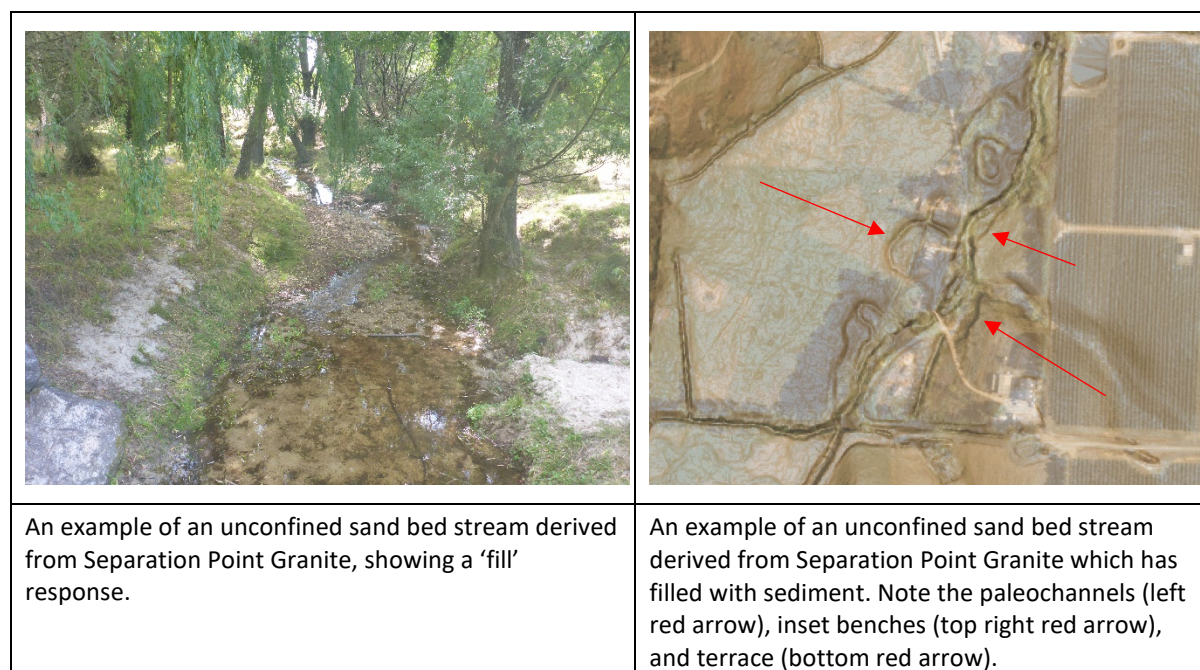 An example of an unconfined sand bed stream derived
from Separation Point Granite, showing a ‘fill’
response.
An example of an unconfined sand bed stream
derived from Separation Point Granite which has
filled with sediment. Note the paleochannels (left
red arrow), inset benches (top right red arrow),
and terrace (bottom red arrow).